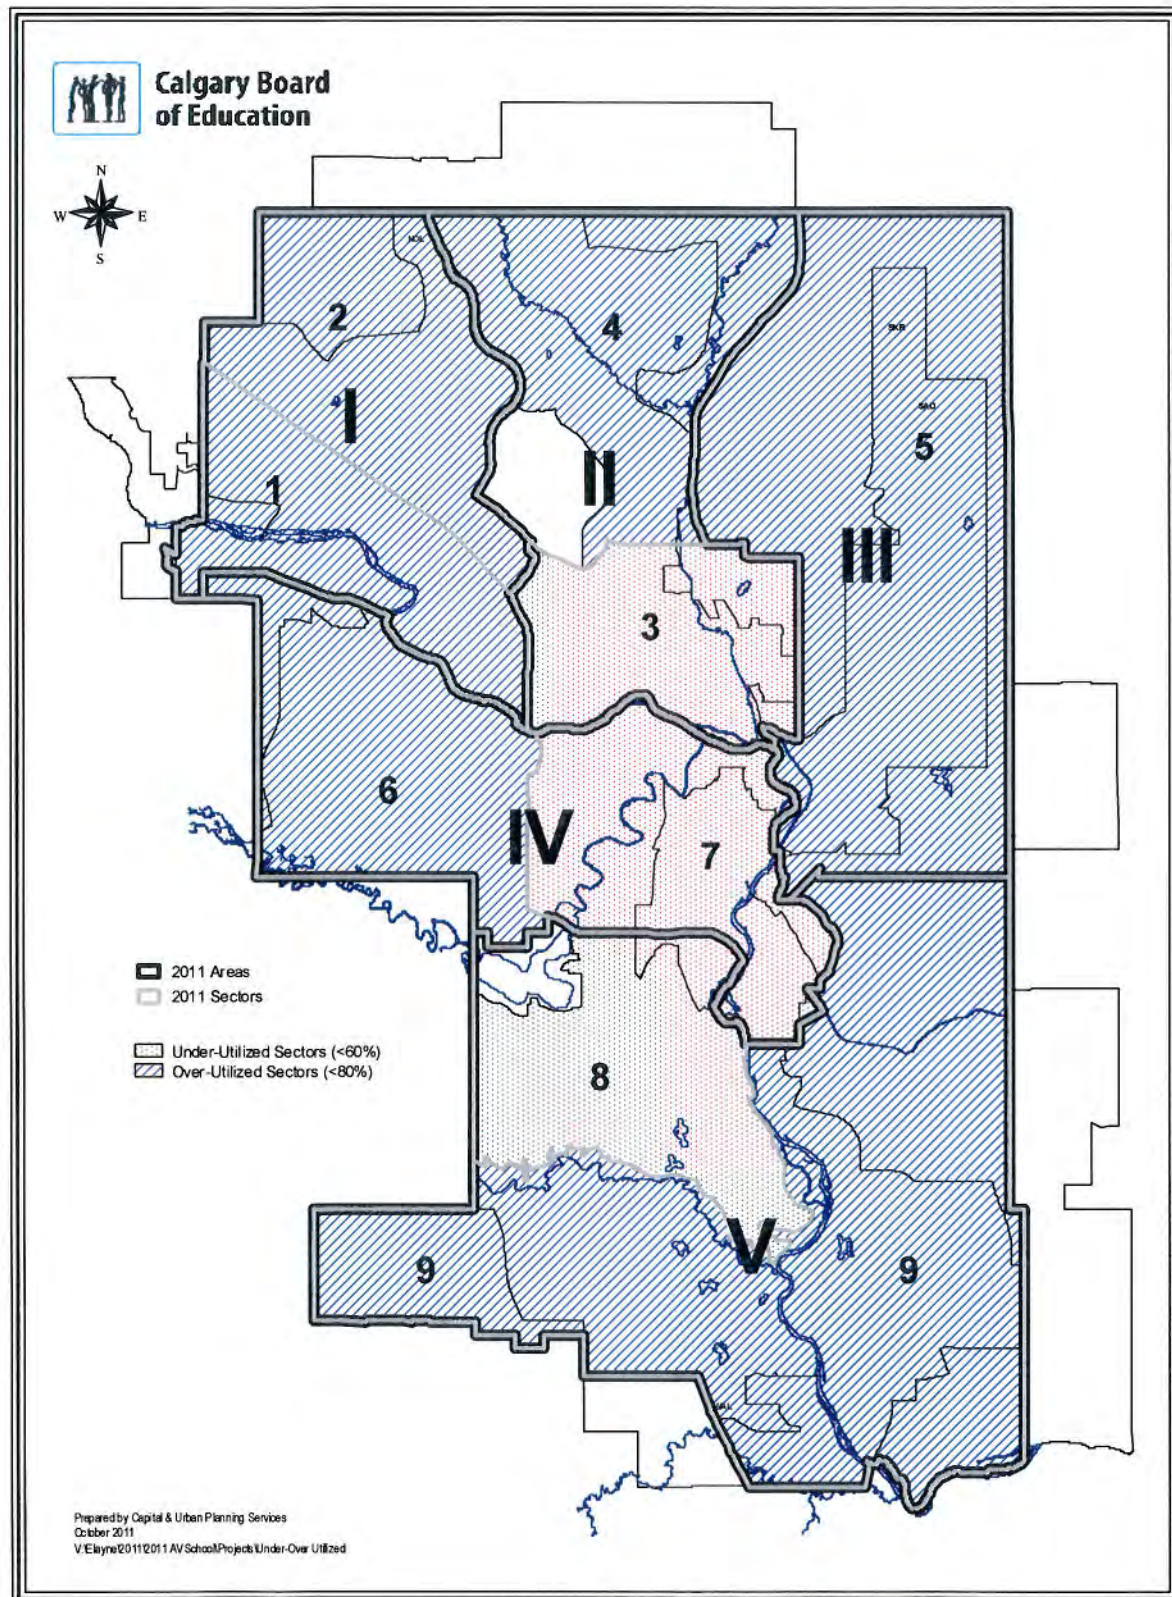 Calgary Board
of Education
N
W
E
S
2
4
SKR
I
5
1
II
III
3
6
IV
7
2011 Areas
2011 Sectors
Under-Utilized Sectors (<60%)
Over-Utilized Sectors (<80%)
8
V
9
9
Prepared by Capital & Urban Planning Services
October 2011